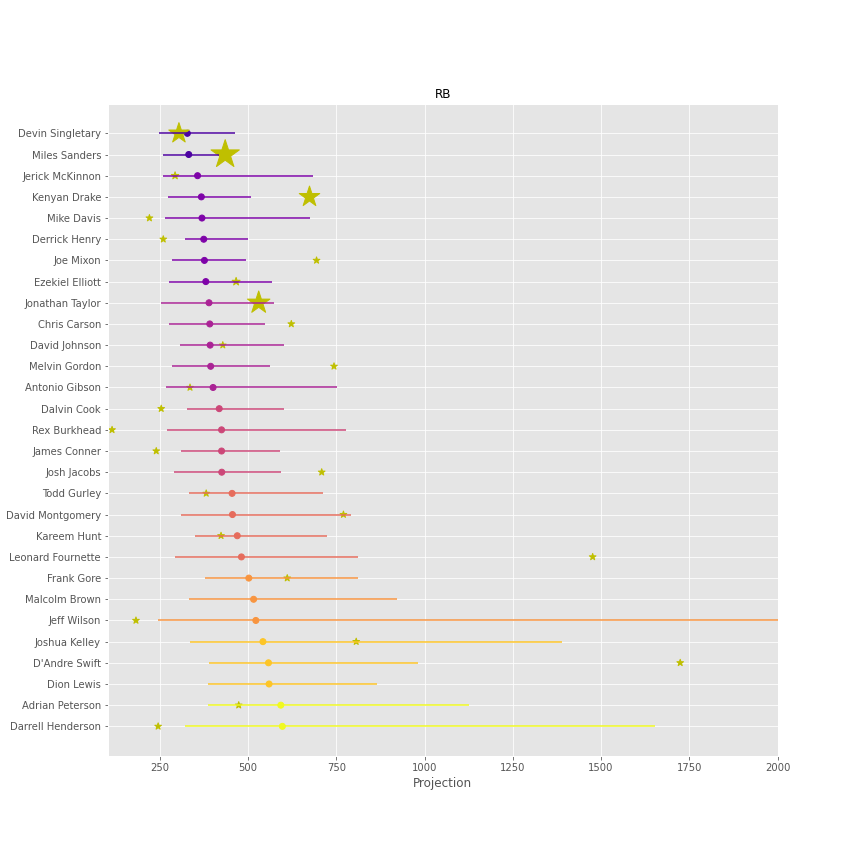 RB
Devin Singletary
Miles Sanders
Jerick McKinnon
Kenyan Drake
Mike Davis
Derrick Henry
Joe Mixon
Ezekiel Elliott
Jonathan Taylor
Chris Carson
David Johnson
Melvin Gordon
Antonio Gibson
Dalvin Cook
Rex Burkhead
James Conner
Josh Jacobs
Todd Gurley
David Montgomery
Kareem Hunt
Leonard Fournette
Frank Gore
Malcolm Brown
Jeff Wilson
Joshua Kelley
D'Andre Swift
Dion Lewis
Adrian Peterson
Darrell Henderson
250 500 750 1000 1250 1500 1750 2000
Projection